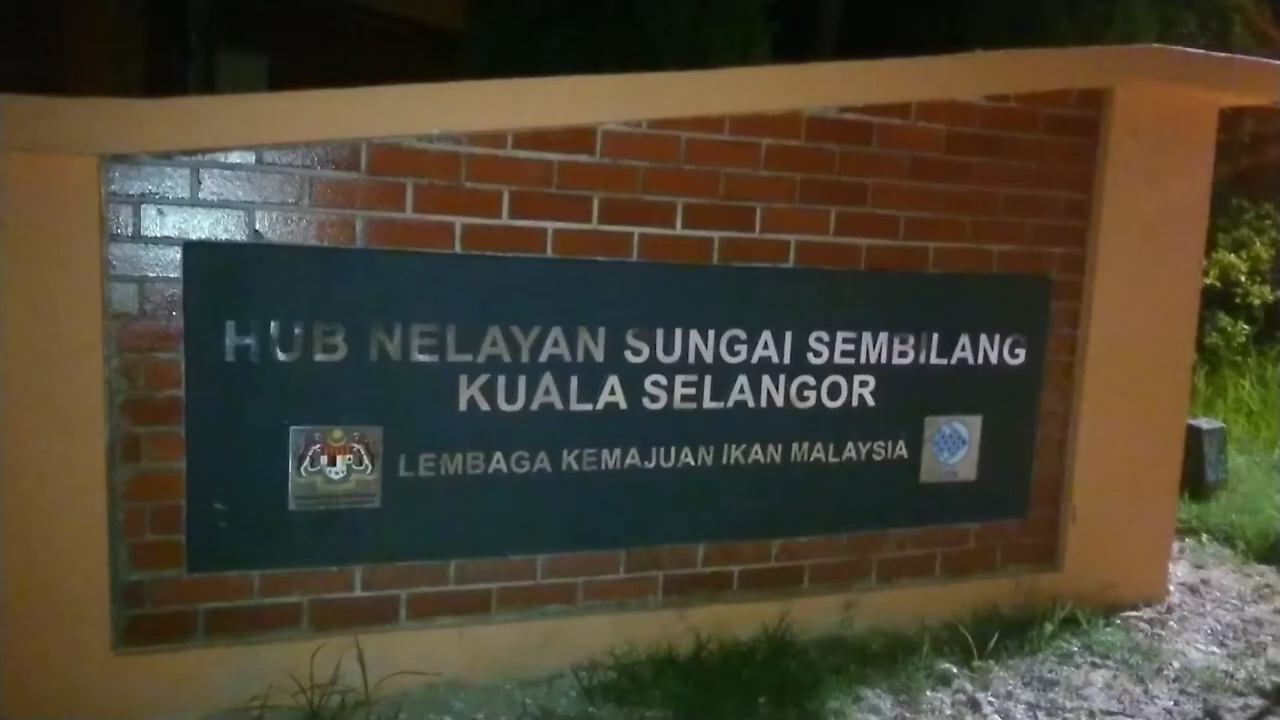 HUB NELAYAN SUNGAI SEMBILANG
KUALA SELANGOR
LEMBAGA KEMAJUAN IKAN MALAYSIA